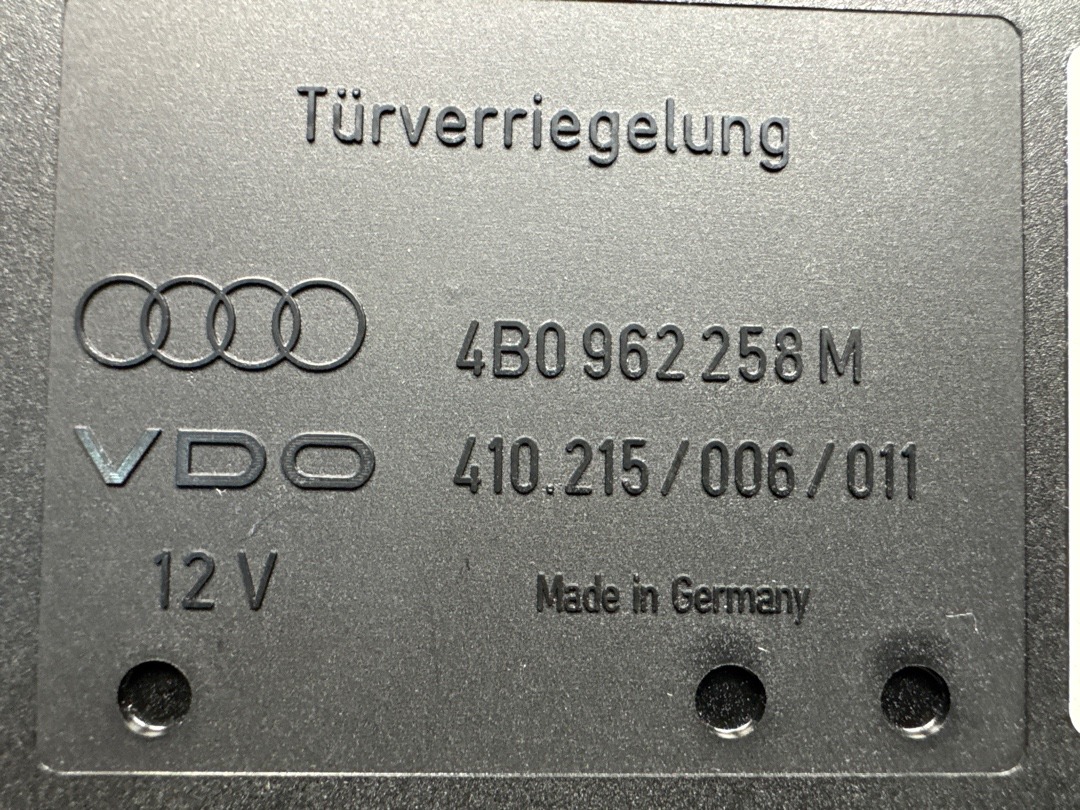 Türverriegelung
4B0 962 258 M
VDO 410.215/006/011
12 V Made in Germany